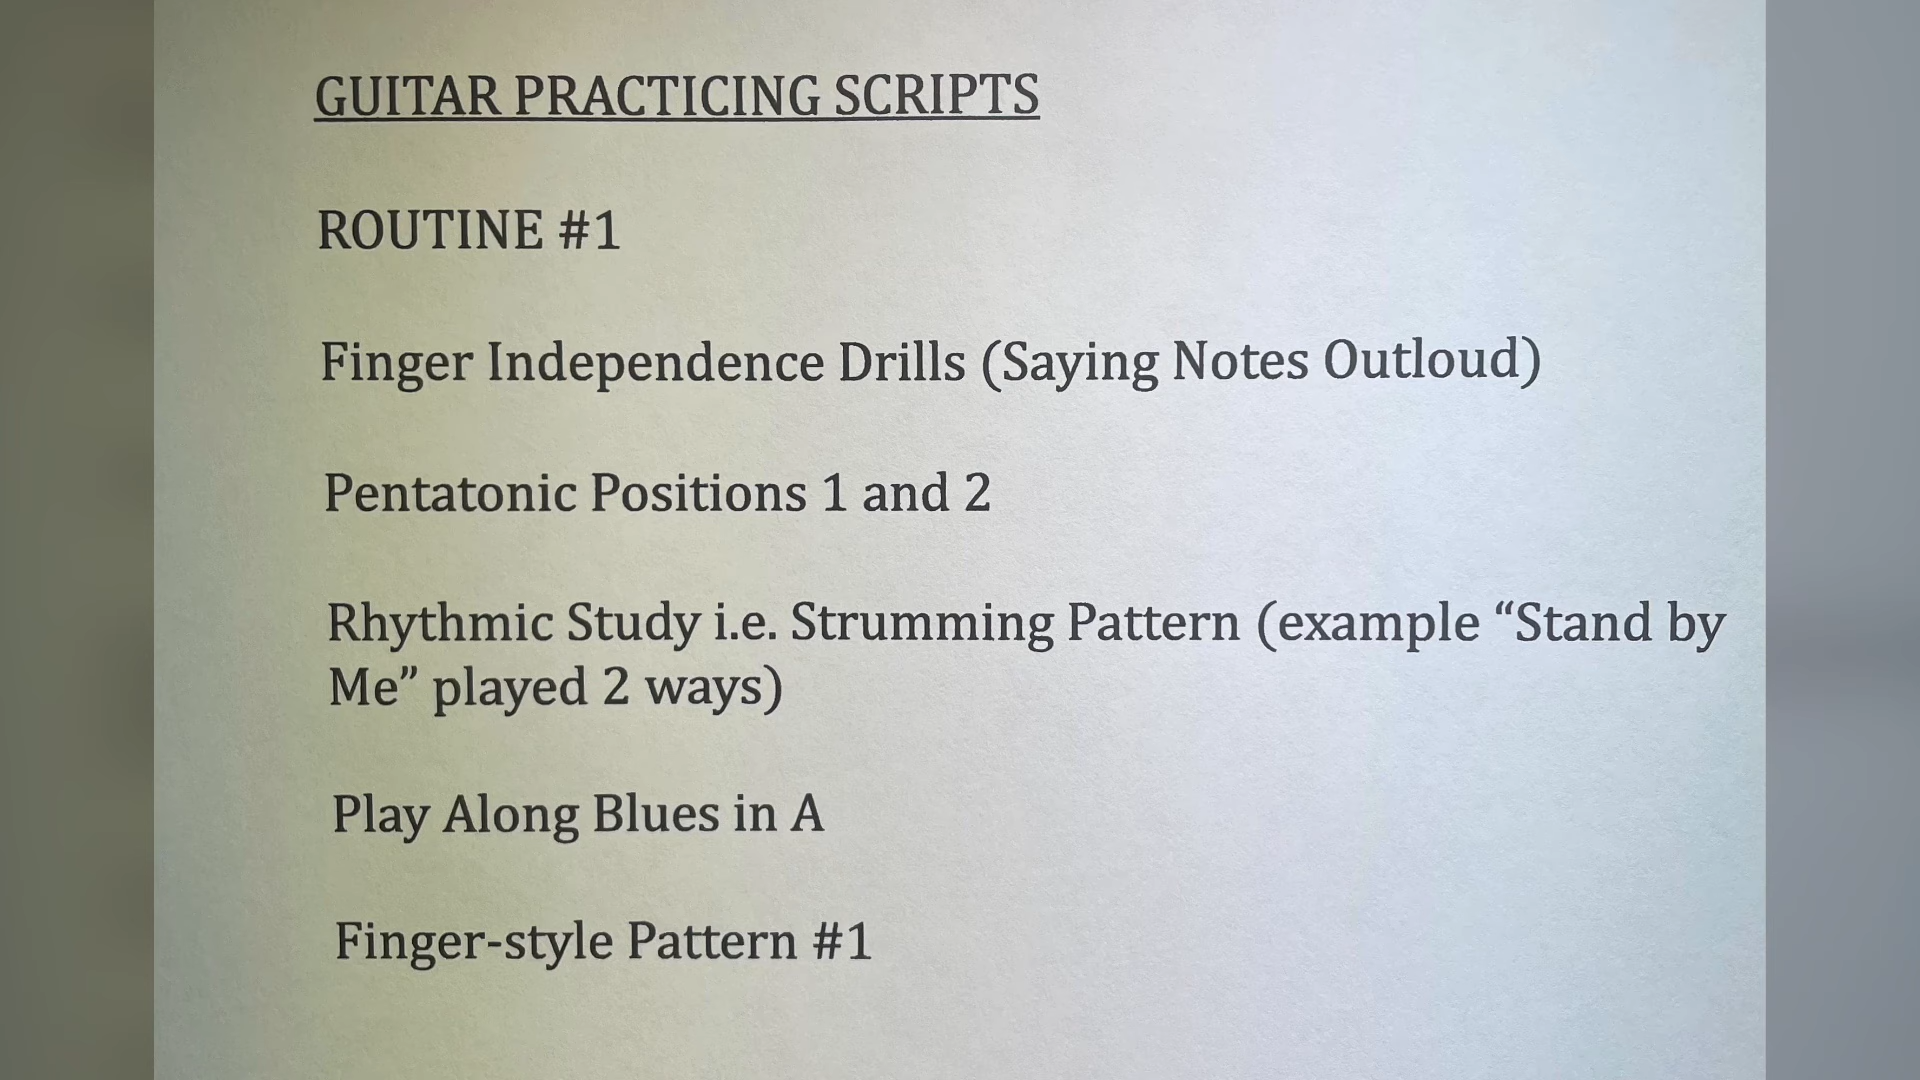 GUITAR PRACTICING SCRIPTS
ROUTINE #1
Finger Independence Drills (Saying Notes Outloud)
Pentatonic Positions 1 and 2
Rhythmic Study i.e. Strumming Pattern (example “Stand by
Me” played 2 ways)
Play Along Blues in A
Finger-style Pattern #1